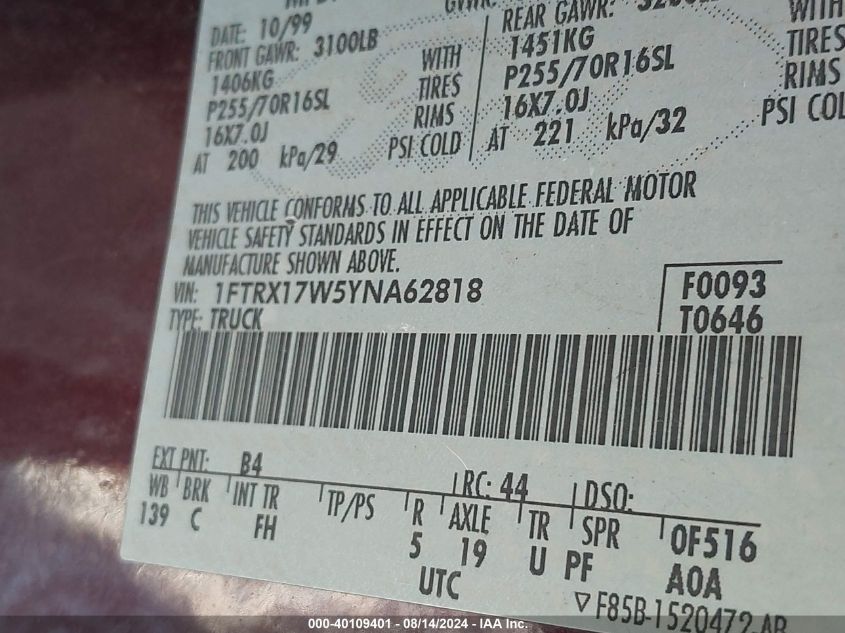 DATE: 10/99
FRONT GAWR: 3100LB
1406KG WITH
P255/70R16SL TIRES
16X7.0J RIMS
AT 200 kPa/29 PSI COLD
REAR GAWR:
1451KG WITH
P255/70R16SL TIRES
16X7.0J RIMS
AT 221 kPa/32 PSI COL
THIS VEHICLE CONFORMS TO ALL APPLICABLE FEDERAL MOTOR
VEHICLE SAFETY STANDARDS IN EFFECT ON THE DATE OF
MANUFACTURE SHOWN ABOVE.
VIN: 1FTRX17W5YNA62818 F0093
TYPE: TRUCK T0646
EXT PNT: B4 RC: 44 DSO:
WB BRK INT TR TP/PS R AXLE TR SPR 0F516
139 C FH 5 19 U PF A0A
UTC
▽F85B-1520472-AB
000-40109401 - 08/14/2024 - IAA Inc.